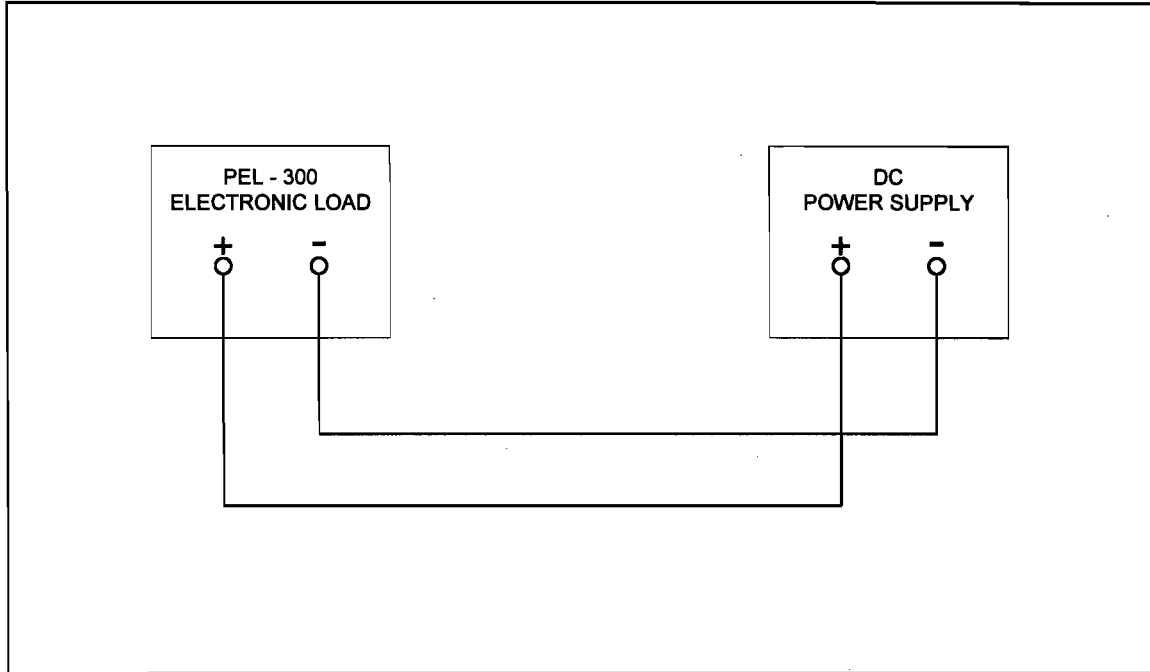 PEL - 300
ELECTRONIC LOAD
+ -
DC
POWER SUPPLY
+ -